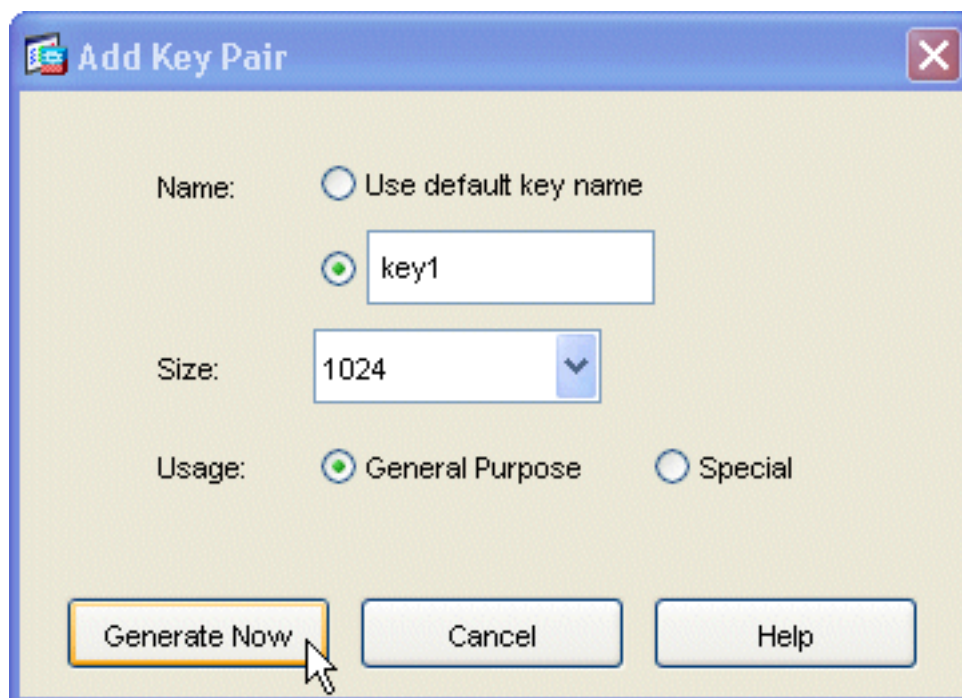 Add Key Pair
Name: Use default key name
key1
Size: 1024
Usage: General Purpose Special
Generate Now Cancel Help